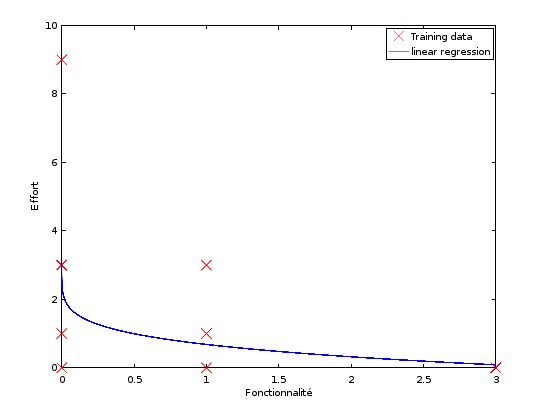 10
8
6
4
2
0
Effort
Training data
linear regression
0 0.5 1 1.5 2 2.5 3
Fonctionnalité